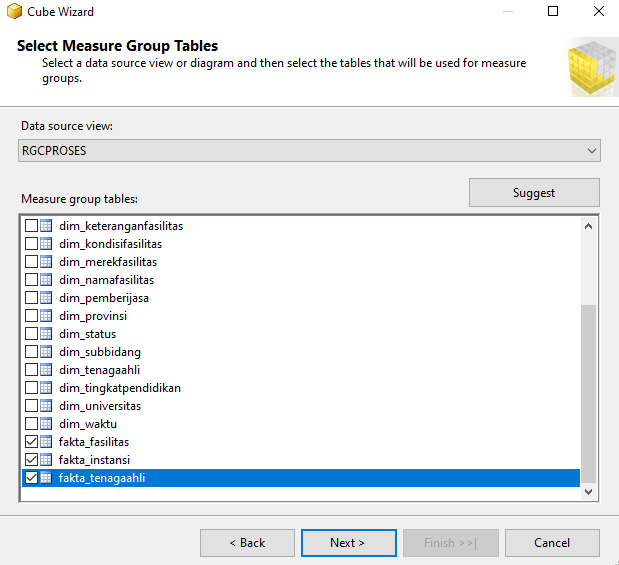 Cube Wizard
Select Measure Group Tables
Select a data source view or diagram and then select the tables that will be used for measure
groups.
Data source view:
RGCPROSES
Measure group tables:
Suggest
dim_keteranganfasilitas
dim_kondisifasilitas
dim_merekfasilitas
dim_namafasilitas
dim_pemberijasa
dim_provinsi
dim_status
dim_subbidang
dim_tenagaahli
dim_tingkatpendidikan
dim_universitas
dim_waktu
fakta_fasilitas
fakta_instansi
fakta_tenagaahli
< Back
Next >
Finish >>|
Cancel